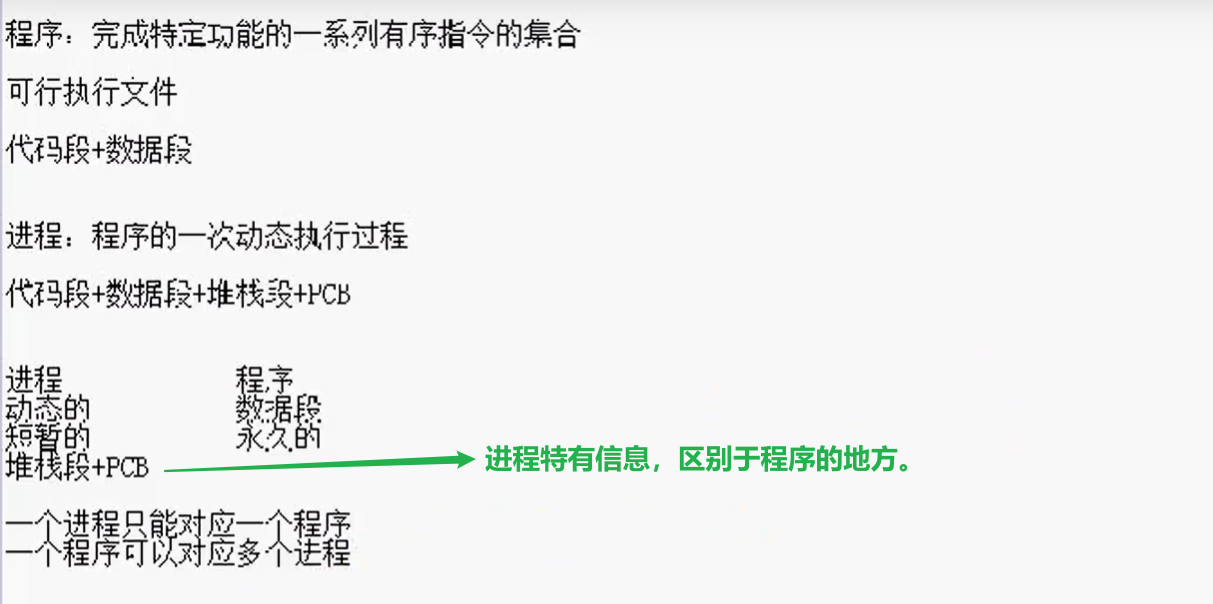 程序：完成特定功能的一系列有序指令的集合
可行执行文件
代码段+数据段
进程：程序的一次动态执行过程
代码段+数据段+堆栈段+PCB
进程 程序
动态的 数据段
短暂的 永久的
堆栈段+PCB 进程特有信息，区别于程序的地方。
一个进程只能对应一个程序
一个程序可以对应多个进程